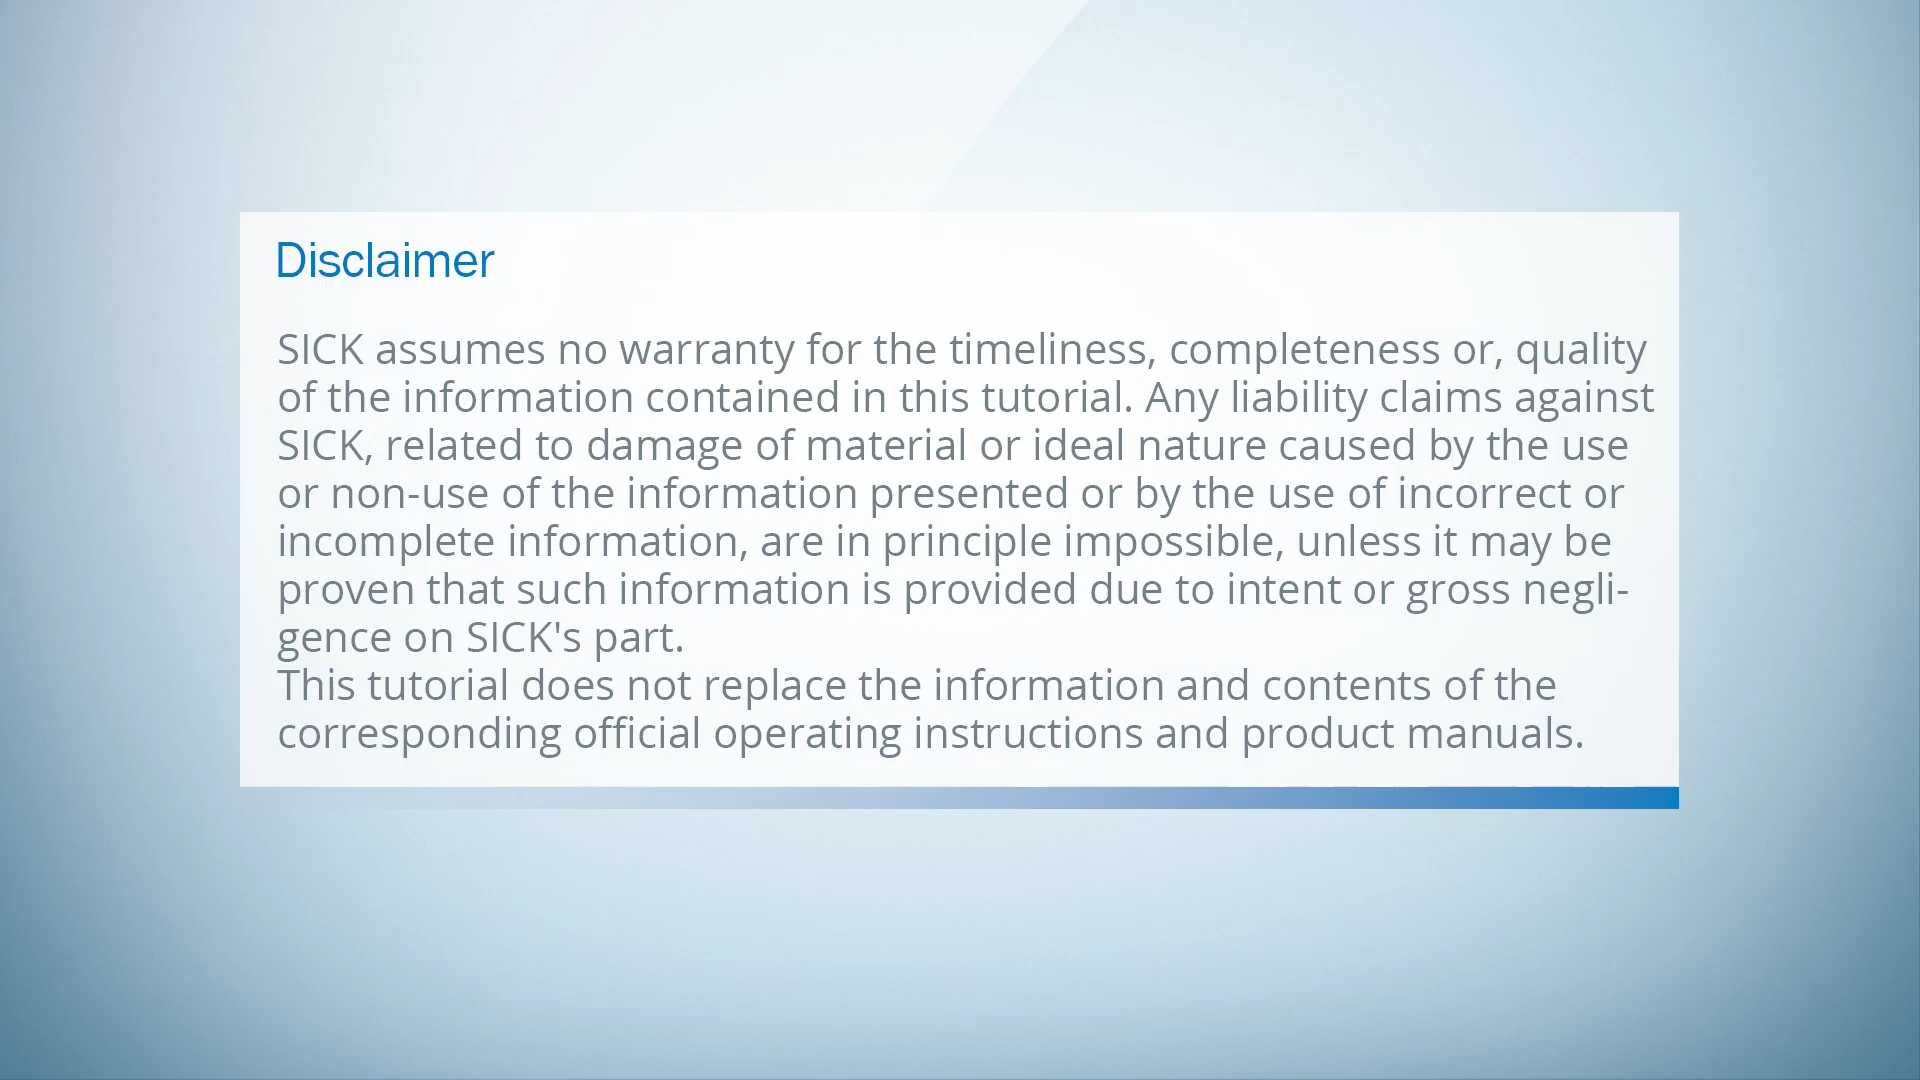 Disclaimer
SICK assumes no warranty for the timeliness, completeness or, quality
of the information contained in this tutorial. Any liability claims against
SICK, related to damage of material or ideal nature caused by the use
or non-use of the information presented or by the use of incorrect or
incomplete information, are in principle impossible, unless it may be
proven that such information is provided due to intent or gross negli-
gence on SICK's part.
This tutorial does not replace the information and contents of the
corresponding official operating instructions and product manuals.